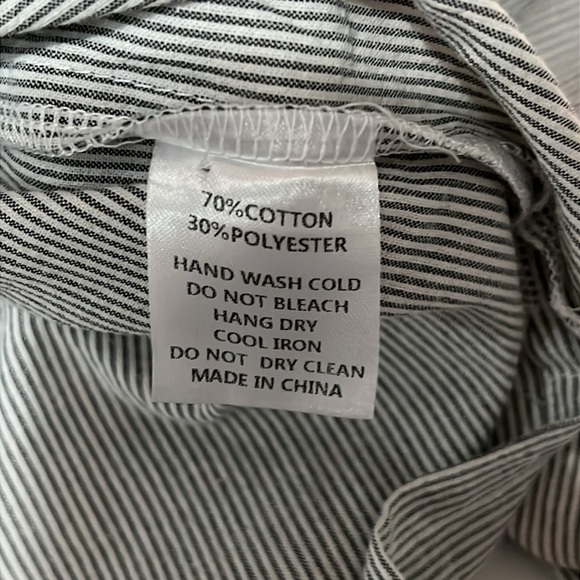 70%COTTON
30%POLYESTER
HAND WASH COLD
DO NOT BLEACH
HANG DRY
COOL IRON
DO NOT DRY CLEAN
MADE IN CHINA